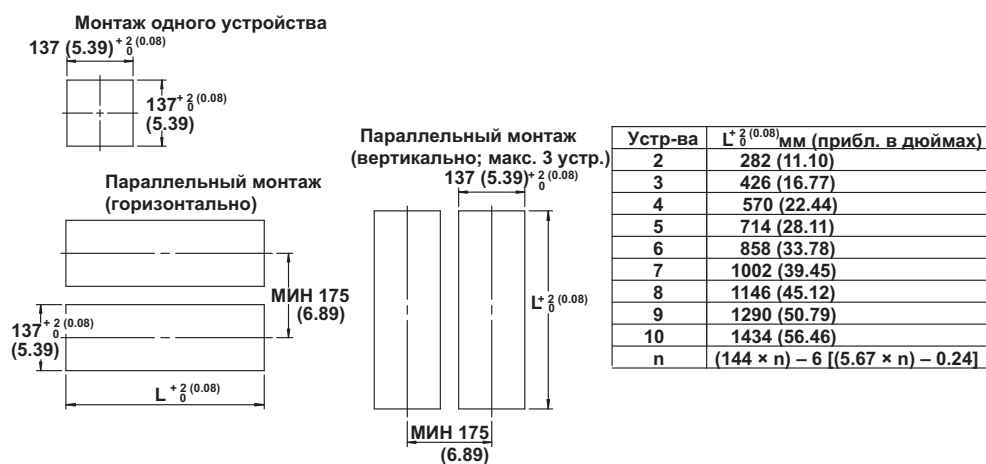 Монтаж одного устройства
137 (5.39)+ 2 (0.08) 0
137+ 2 (0.08) 0
(5.39)
Параллельный монтаж
(горизонтально)
МИН 175
(6.89)
137+ 2 (0.08) 0
(5.39)
L + 2 (0.08) 0
Параллельный монтаж
(вертикально; макс. 3 устр.)
137 (5.39)+ 2 (0.08) 0
L+ 2 (0.08) 0
МИН 175
(6.89)
Устр-ва L+ 2 (0.08) 0 мм (прибл. в дюймах)
2 282 (11.10)
3 426 (16.77)
4 570 (22.44)
5 714 (28.11)
6 858 (33.78)
7 1002 (39.45)
8 1146 (45.12)
9 1290 (50.79)
10 1434 (56.46)
n (144 × n) – 6 [(5.67 × n) – 0.24]